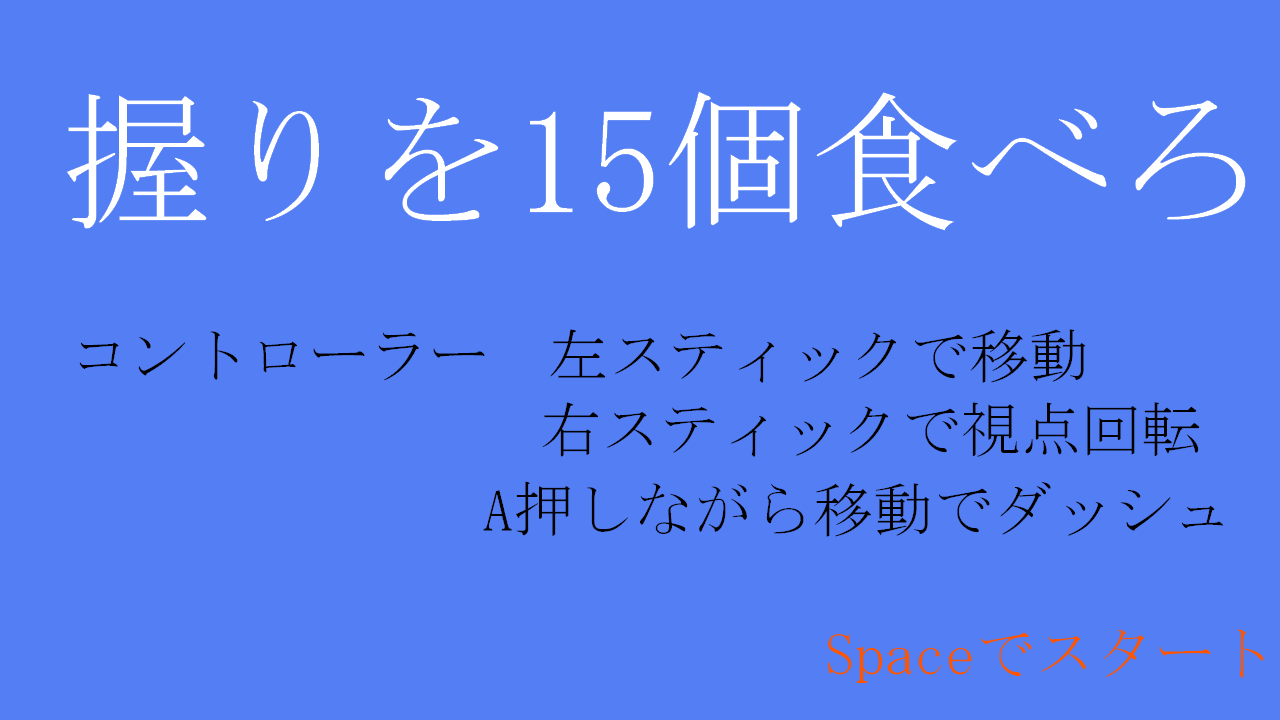 握りを15個食べろ
コントローラー　左スティックで移動
右スティックで視点回転
A押しながら移動でダッシュ
Spaceでスタート